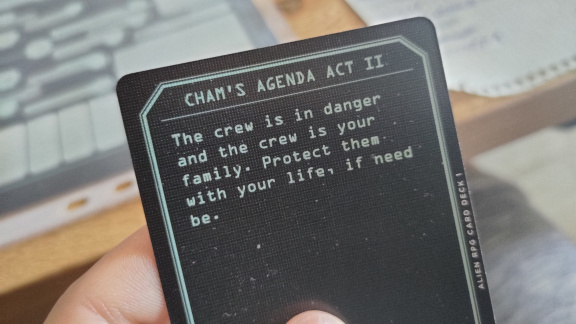 CHAM'S AGENDA ACT II
The crew is in danger
and the crew is your
family. Protect them
with your life, if need
be.
ALIEN RPG CARD DECK 1